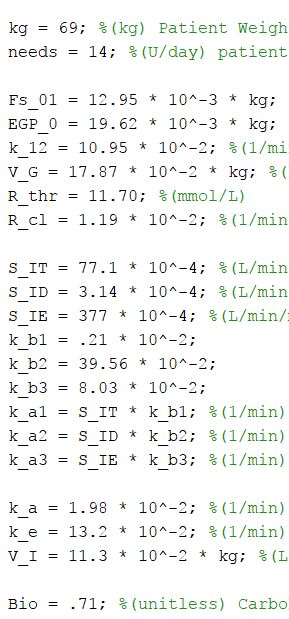 kg = 69; %(kg) Patient Weigh
needs = 14; %(U/day) patient
Fs_01 = 12.95 * 10^-3 * kg;
EGP_0 = 19.62 * 10^-3 * kg;
k_12 = 10.95 * 10^-2; %(1/mi
V_G = 17.87 * 10^-2 * kg; %(
R_thr = 11.70; %(mmol/L)
R_cl = 1.19 * 10^-2; %(1/min
S_IT = 77.1 * 10^-4; %(L/min
S_ID = 3.14 * 10^-4; %(L/min
S_IE = 377 * 10^-4; %(L/min/
k_b1 = .21 * 10^-2;
k_b2 = 39.56 * 10^-2;
k_b3 = 8.03 * 10^-2;
k_a1 = S_IT * k_b1; %(1/min)
k_a2 = S_ID * k_b2; %(1/min)
k_a3 = S_IE * k_b3; %(1/min)
k_a = 1.98 * 10^-2; %(1/min)
k_e = 13.2 * 10^-2; %(1/min)
V_I = 11.3 * 10^-2 * kg; %(L
Bio = .71; %(unitless) Carbo